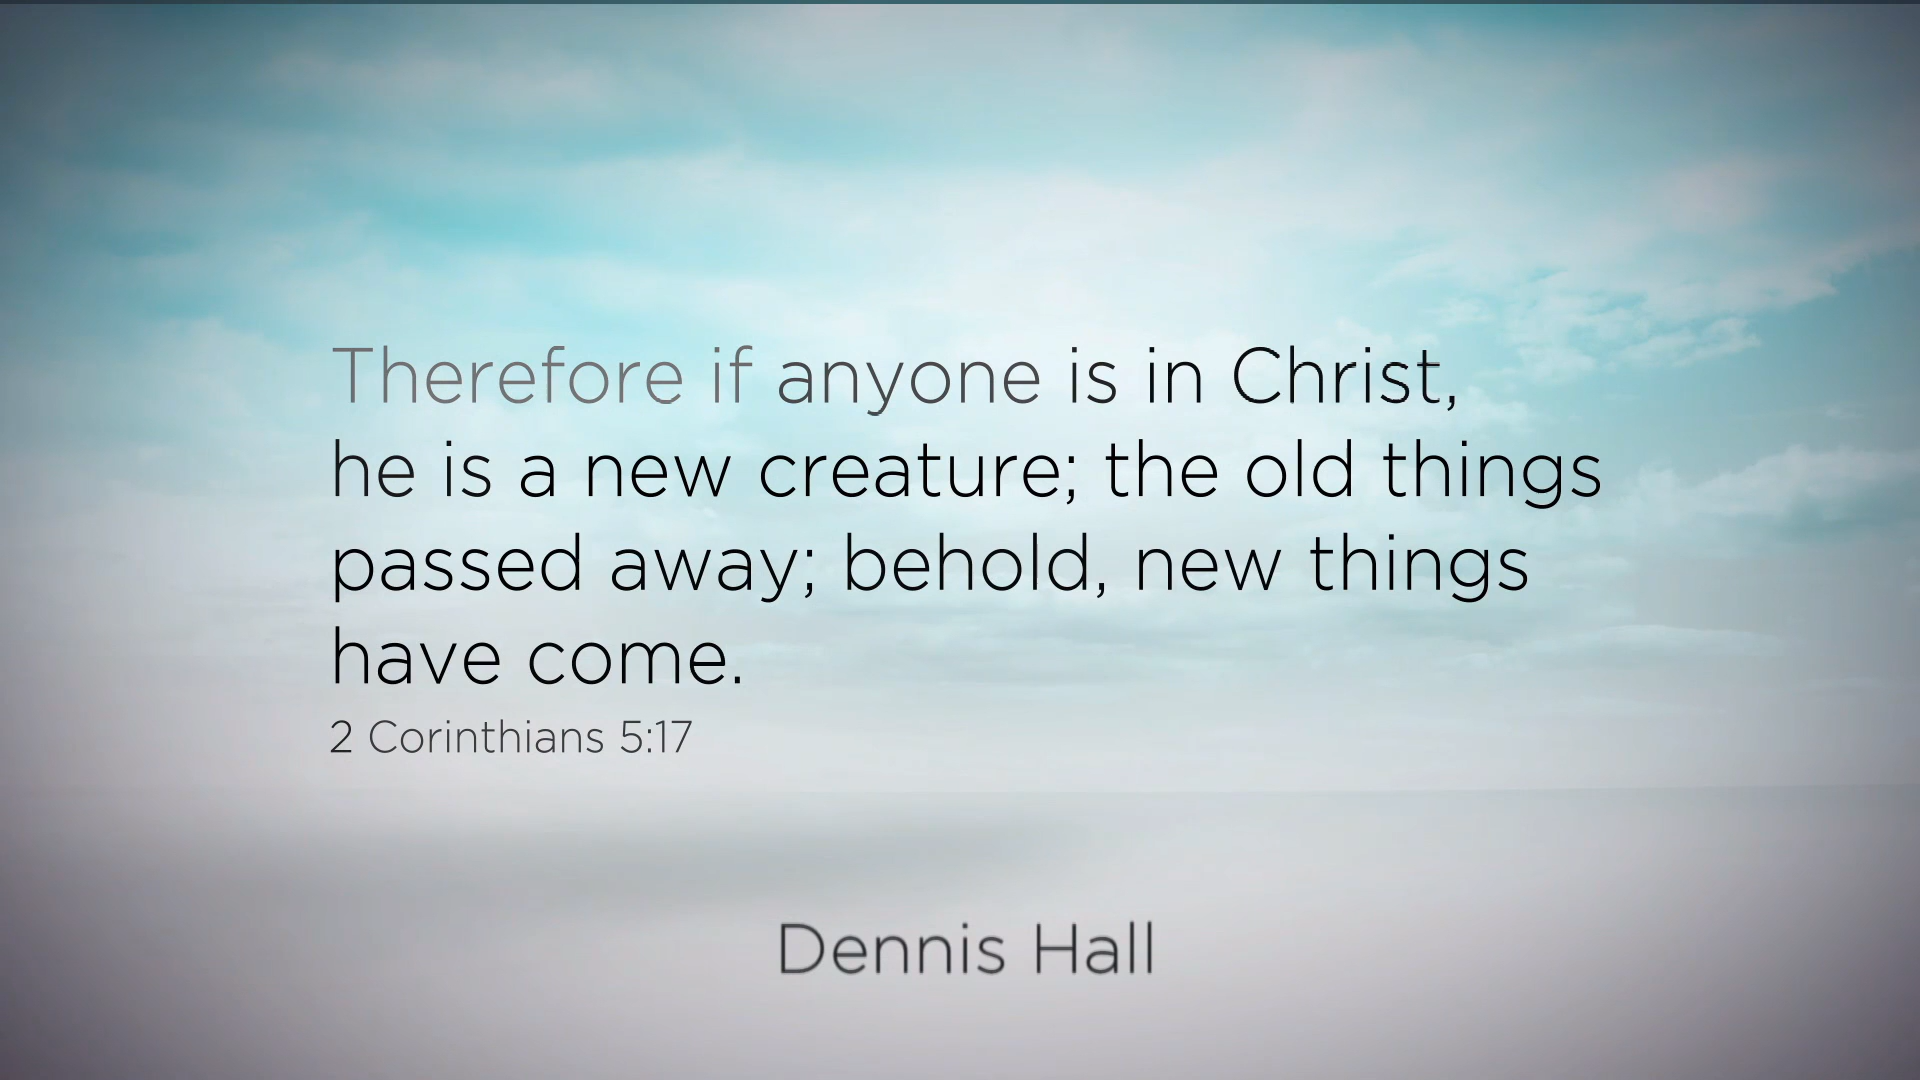 Therefore if anyone is in Christ,
he is a new creature; the old things
passed away; behold, new things
have come.
2 Corinthians 5:17
Dennis Hall